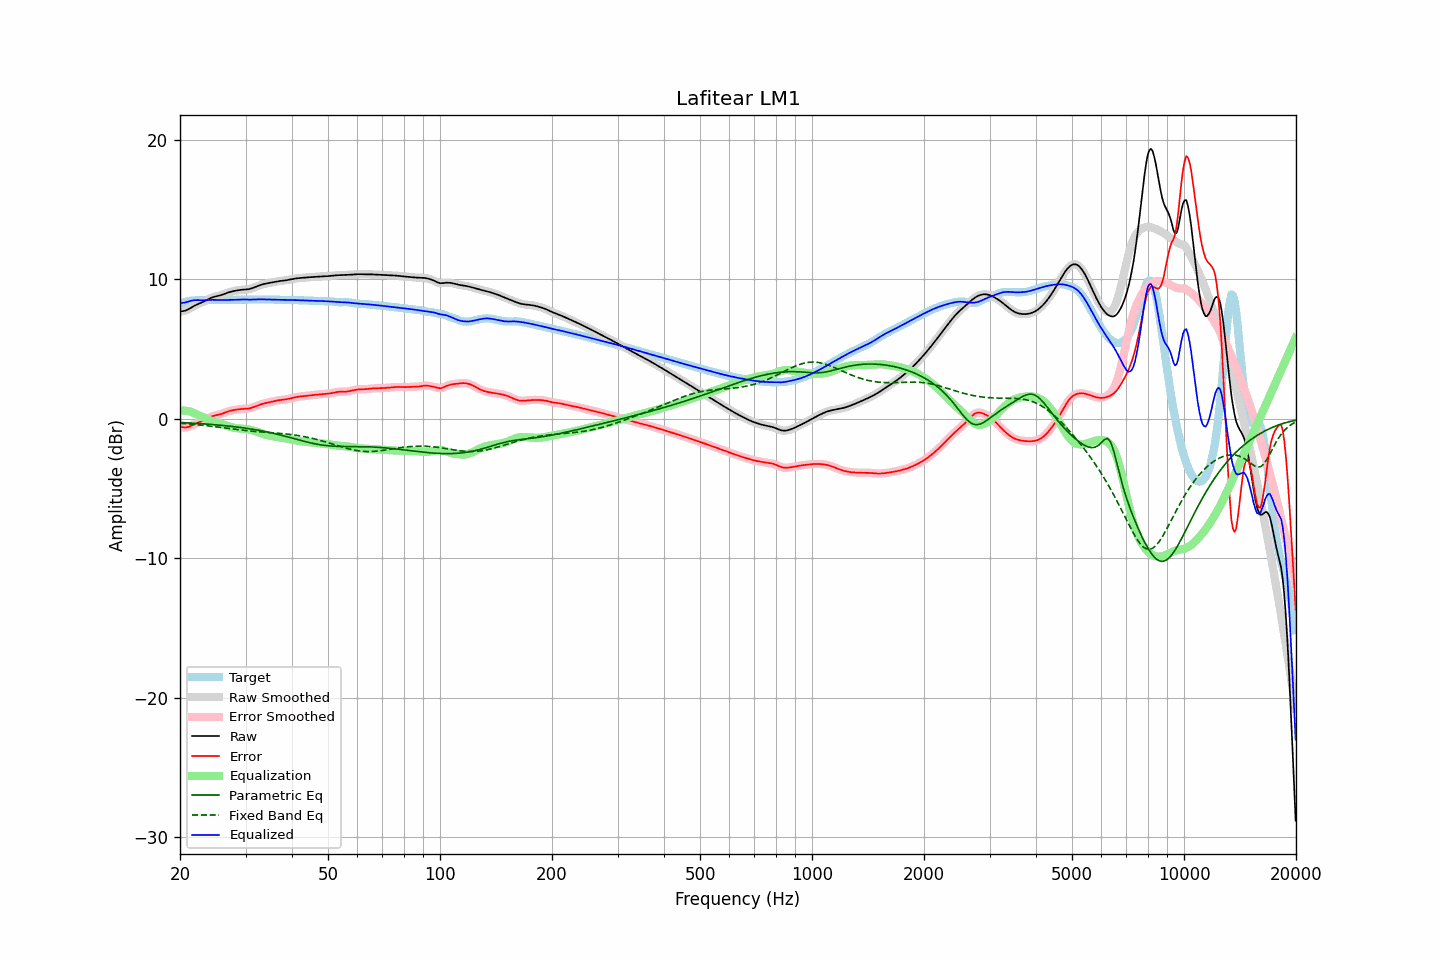 Lafitear LM1
20
10
0
−10
−20
−30
Amplitude (dBr)
Target
Raw Smoothed
Error Smoothed
Raw
Error
Equalization
Parametric Eq
Fixed Band Eq
Equalized
20 50 100 200 500 1000 2000 5000 10000 20000
Frequency (Hz)